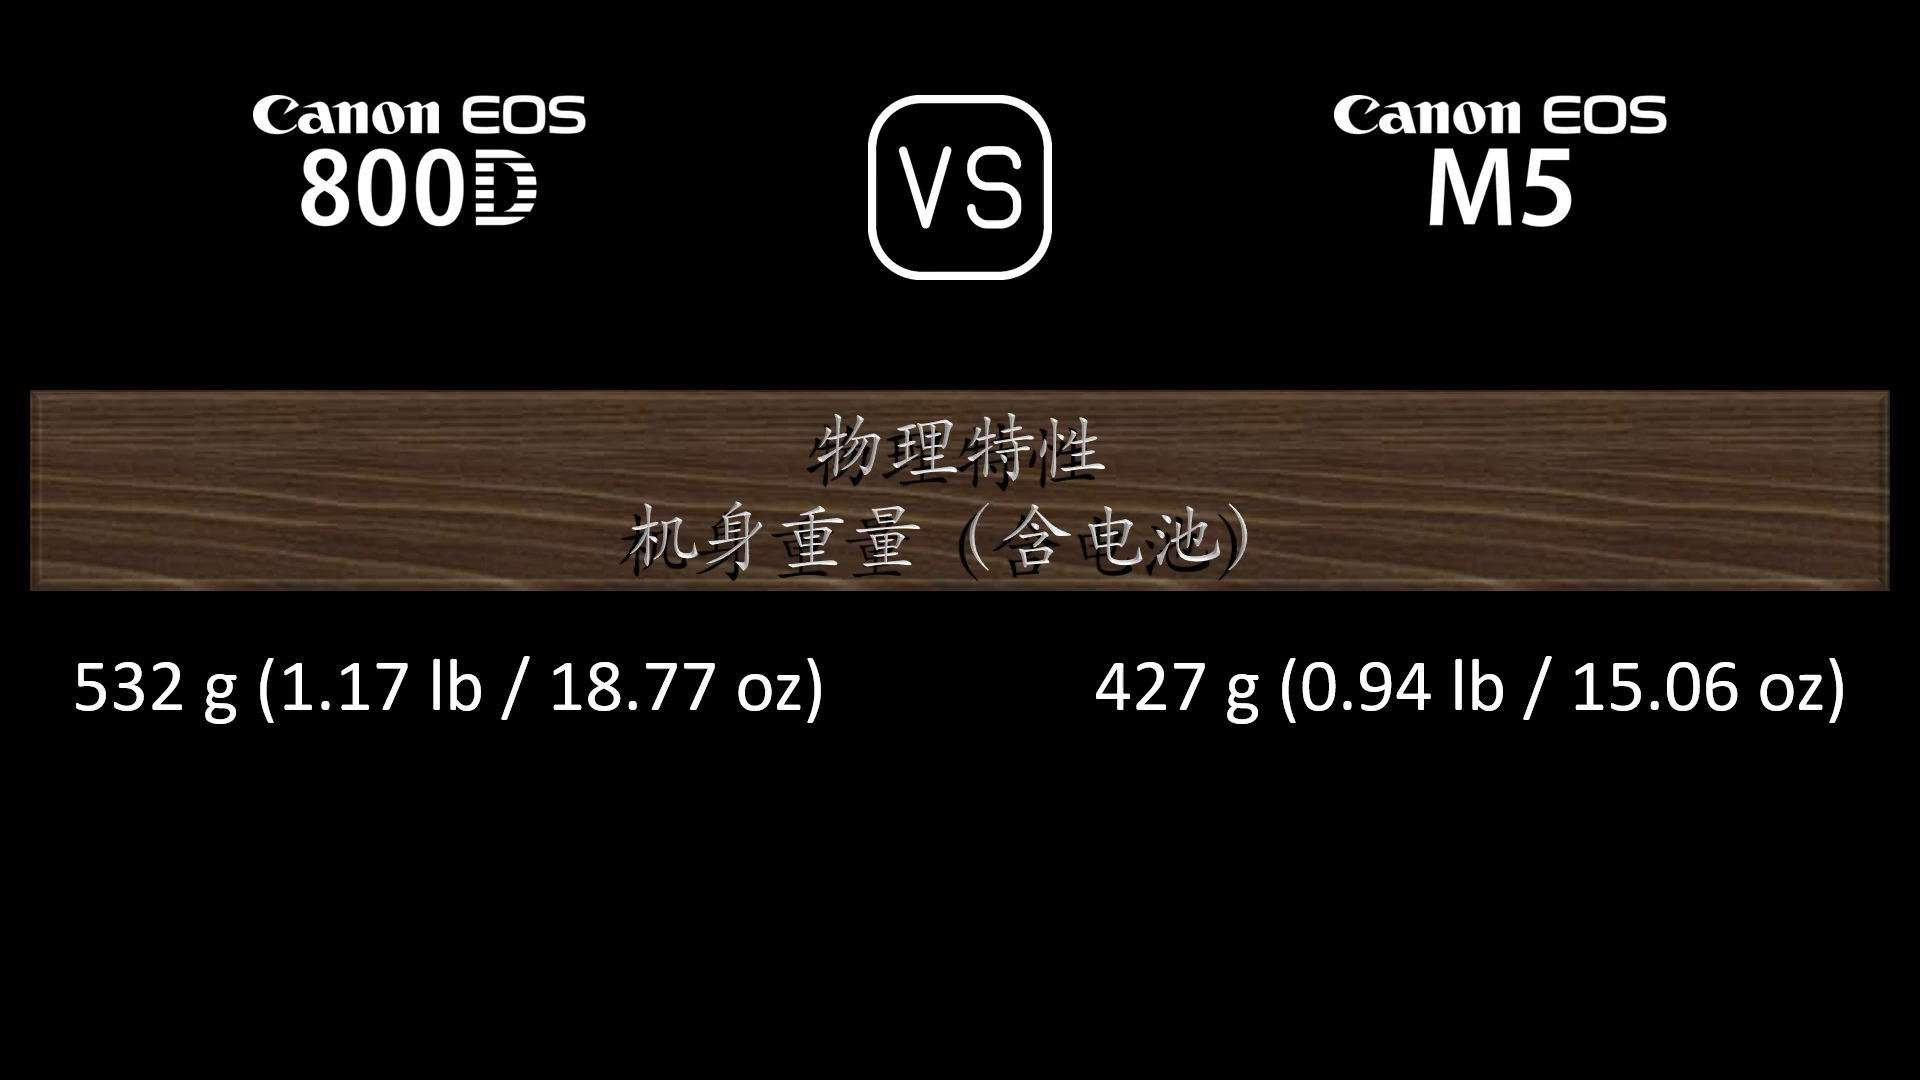 Canon EOS
800D
VS
Canon EOS
M5
物理特性
机身重量（含电池）
532 g (1.17 lb / 18.77 oz)
427 g (0.94 lb / 15.06 oz)